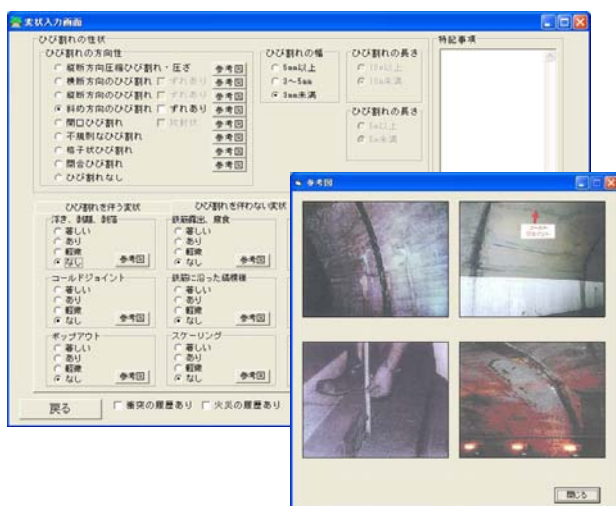 変状入力画面
ひび割れの性状
ひび割れの方向性
縦断方向圧縮ひび割れ・圧ざ 参考図
横断方向のひび割れ ずれあり 参考図
縦断方向のひび割れ ずれあり 参考図
斜め方向のひび割れ ずれあり 参考図
開口ひび割れ 放射状 参考図
不規則なひび割れ 参考図
格子状ひび割れ 参考図
閉合ひび割れ 参考図
ひび割れなし
ひび割れの幅
5mm以上
3～5mm
3mm未満
ひび割れの長さ
10m以上
10m未満
ひび割れの長さ
5m以上
5m未満
特記事項
ひび割れを伴う変状
ひび割れを伴わない変状
浮き、剥離、剥落
著しい
あり
軽微
なし 参考図
鉄筋露出、腐食
著しい
あり
軽微
なし 参考図
コールドジョイント
著しい
あり
軽微
なし 参考図
鉄筋に沿った錆模様
著しい
あり
軽微
なし 参考図
ポップアウト
著しい
あり
軽微
なし 参考図
スケーリング
著しい
あり
軽微
なし 参考図
戻る
衝突の履歴あり
火災の履歴あり
参考図
コールド
ジョイント
閉じる